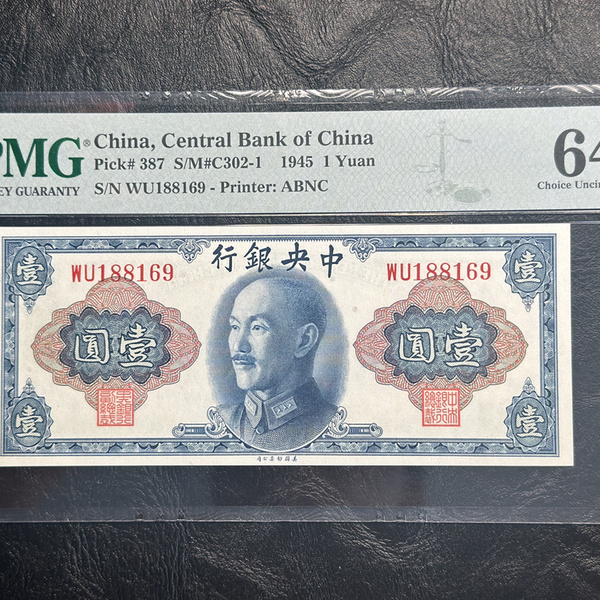 PMG® China, Central Bank of China
Pick# 387 S/M#C302-1 1945 1 Yuan
EY GUARANTY
S/N WU188169 - Printer: ABNC
64
Choice Unci
行銀央中
WU188169
WU188169
壹
壹
圓壹
圓壹
壹
壹